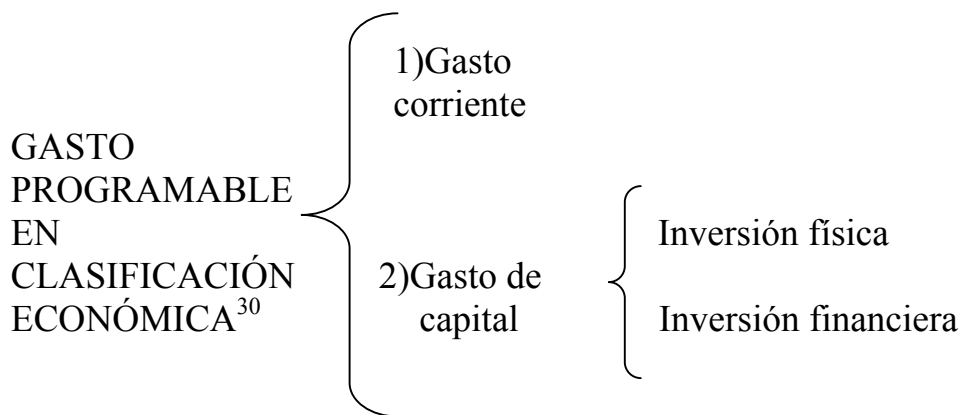 GASTO
PROGRAMABLE
EN
CLASIFICACIÓN
ECONÓMICA30
1)Gasto
corriente
2)Gasto de
capital
Inversión física
Inversión financiera